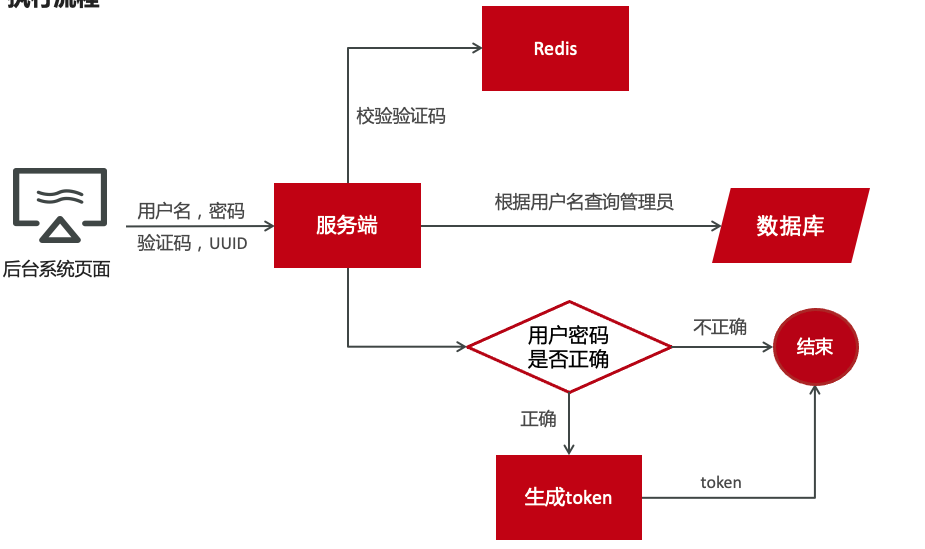 执行流程
Redis
校验验证码
用户名，密码
验证码，UUID
后台系统页面
服务端
根据用户名查询管理员
数据库
用户密码
是否正确
不正确
结束
正确
生成token
token